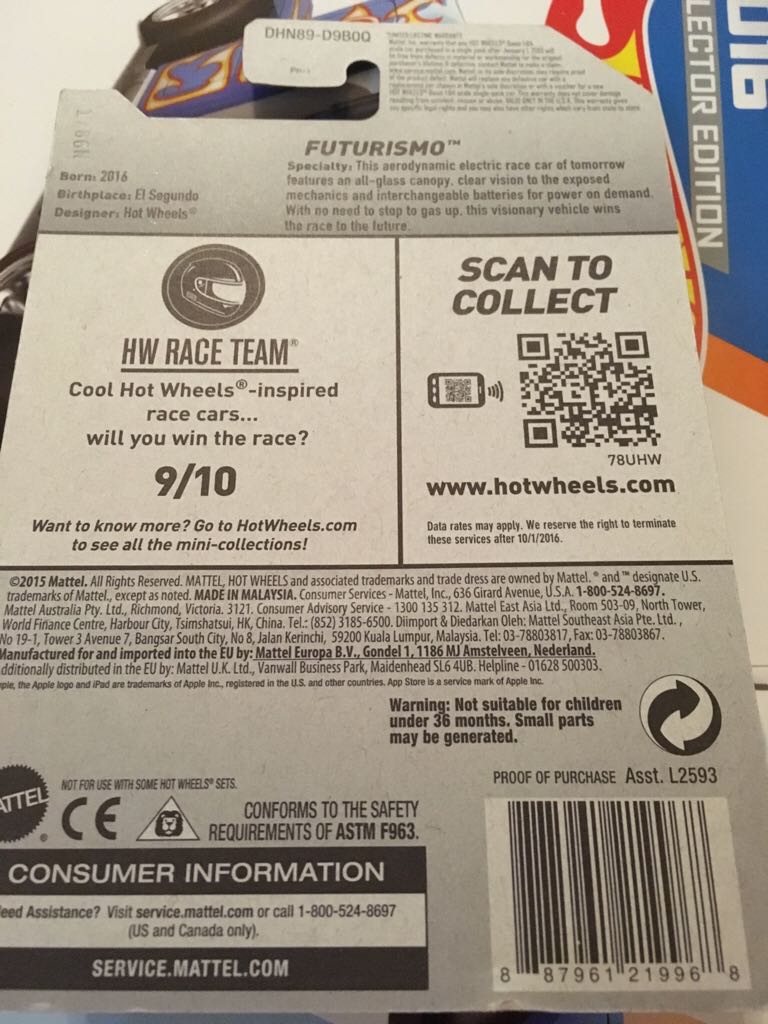 DHN89-D9B0Q
LIMITED LIFETIME WARRANTY
FUTURISMO™
Born: 2016
Birthplace: El Segundo
Designer: Hot Wheels®
Specialty: This aerodynamic electric race car of tomorrow
features an all-glass canopy, clear vision to the exposed
mechanics and interchangeable batteries for power on demand.
With no need to stop to gas up, this visionary vehicle wins
the race to the future.
HW RACE TEAM®
Cool Hot Wheels®-inspired
race cars...
will you win the race?
9/10
Want to know more? Go to HotWheels.com
to see all the mini-collections!
SCAN TO
COLLECT
78UHW
www.hotwheels.com
Data rates may apply. We reserve the right to terminate
these services after 10/1/2016.
©2015 Mattel. All Rights Reserved. MATTEL, HOT WHEELS and associated trademarks and trade dress are owned by Mattel. ® and ™ designate U.S.
trademarks of Mattel., except as noted. MADE IN MALAYSIA. Consumer Services - Mattel, Inc., 636 Girard Avenue, U.S.A. 1-800-524-8697.
Mattel Australia Pty. Ltd., Richmond, Victoria. 3121. Consumer Advisory Service - 1300 135 312. Mattel East Asia Ltd., Room 503-09, North Tower,
World Finance Centre, Harbour City, Tsimshatsui, HK, China. Tel.: (852) 3185-6500. Diimport & Diedarkan Oleh: Mattel Southeast Asia Pte. Ltd. ,
No 19-1, Tower 3 Avenue 7, Bangsar South City, No 8, Jalan Kerinchi, 59200 Kuala Lumpur, Malaysia. Tel: 03-78803817, Fax: 03-78803867.
Manufactured for and imported into the EU by: Mattel Europa B.V., Gondel 1, 1186 MJ Amstelveen, Nederland.
dditionally distributed in the EU by: Mattel U.K. Ltd., Vanwall Business Park, Maidenhead SL6 4UB. Helpline - 01628 500303.
ple, the Apple logo and iPad are trademarks of Apple Inc., registered in the U.S. and other countries. App Store is a service mark of Apple Inc.
Warning: Not suitable for children
under 36 months. Small parts
may be generated.
PROOF OF PURCHASE Asst. L2593
ATTEL®
NOT FOR USE WITH SOME HOT WHEELS® SETS.
CE
CONFORMS TO THE SAFETY
REQUIREMENTS OF ASTM F963.
CONSUMER INFORMATION
eed Assistance? Visit service.mattel.com or call 1-800-524-8697
(US and Canada only).
SERVICE.MATTEL.COM
8 87961 21996 8
016
LECTOR EDITION